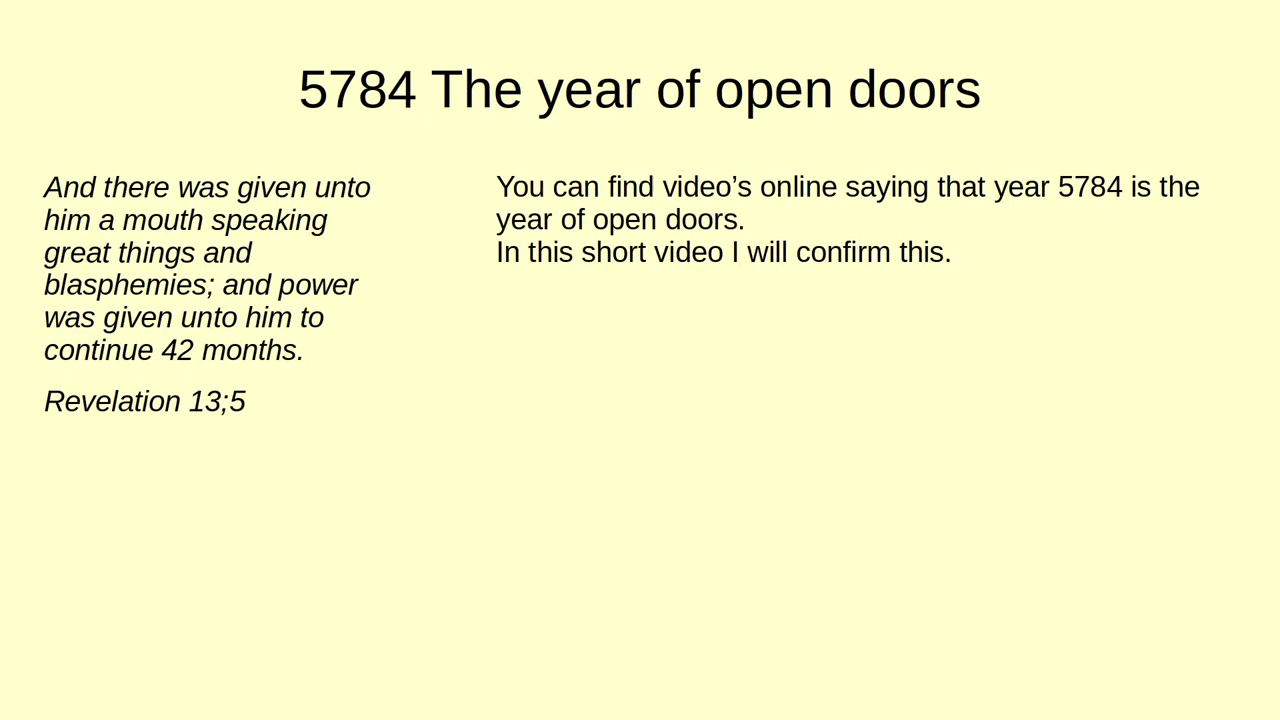 5784 The year of open doors
And there was given unto
him a mouth speaking
great things and
blasphemies; and power
was given unto him to
continue 42 months.
Revelation 13;5
You can find video’s online saying that year 5784 is the
year of open doors.
In this short video I will confirm this.